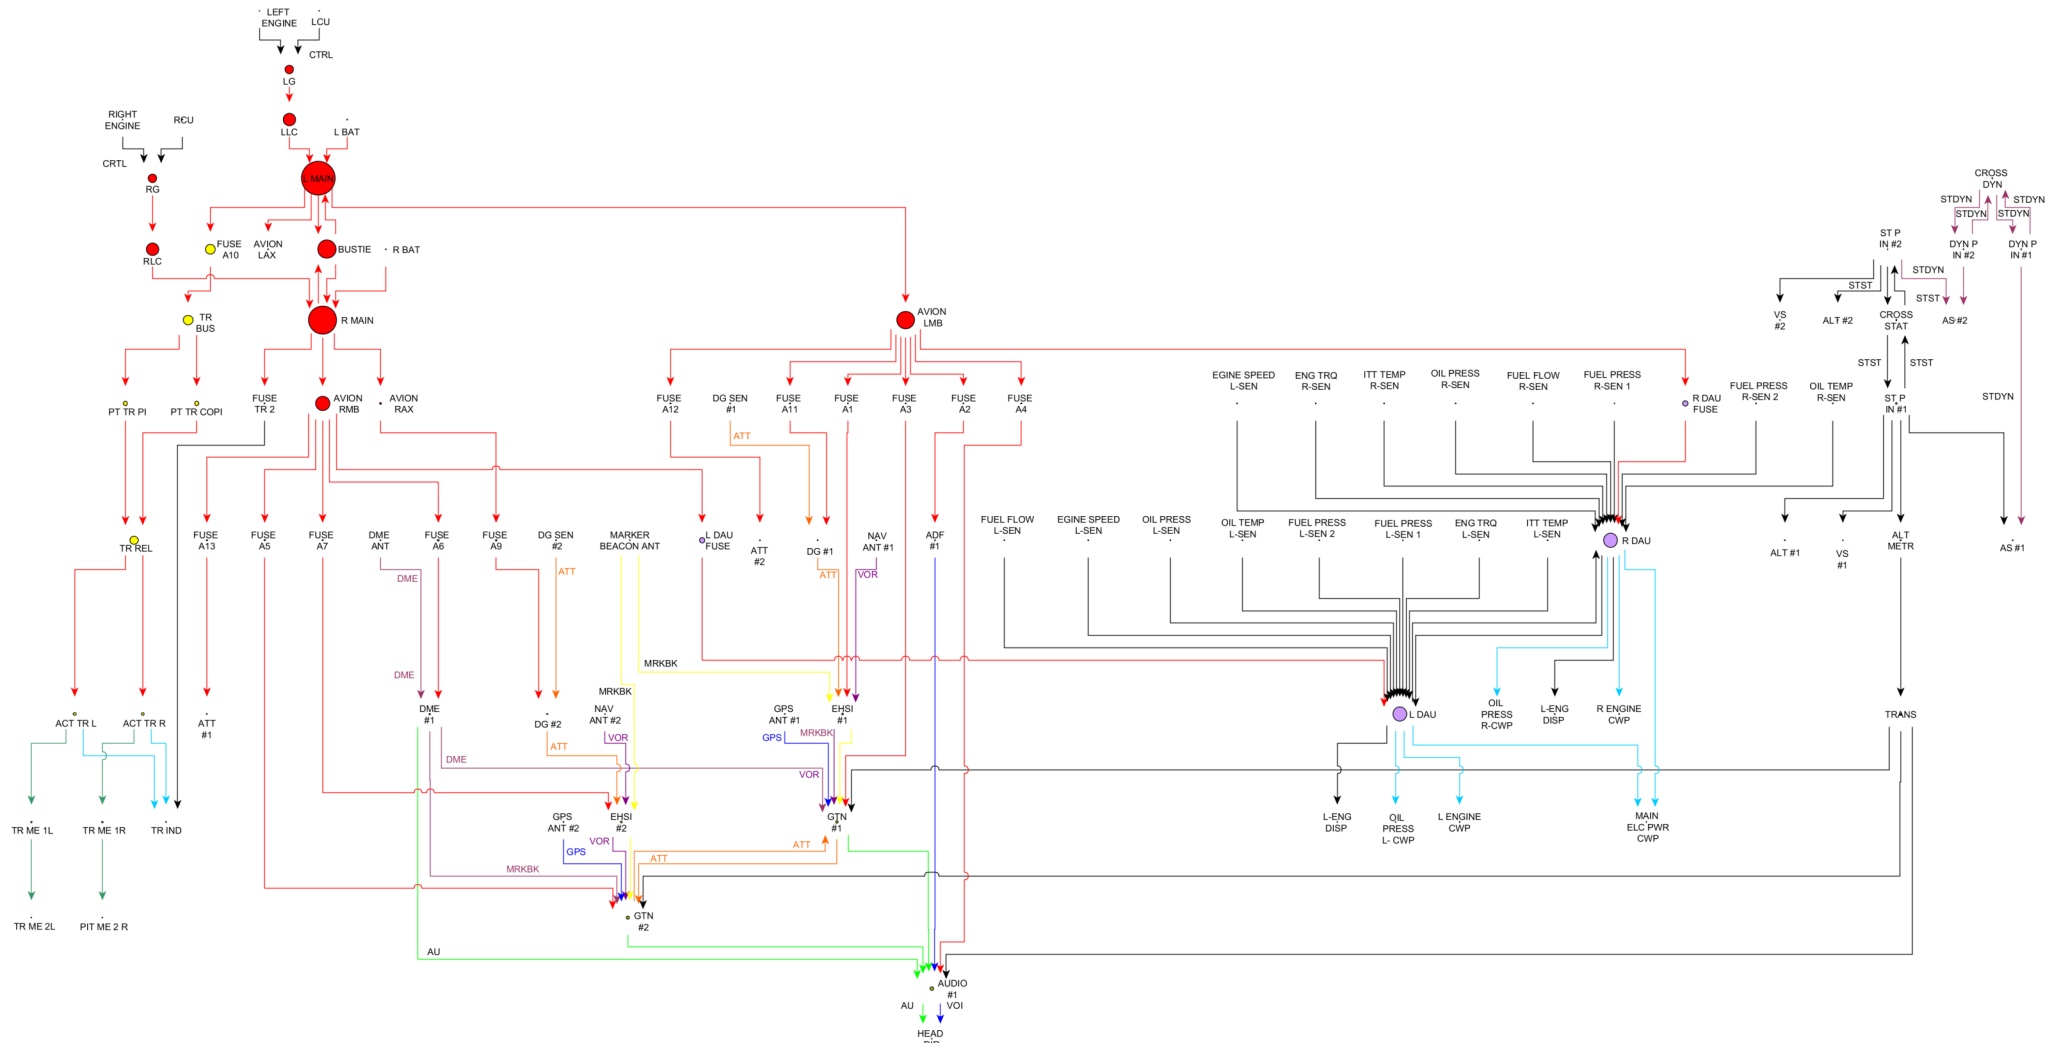 LEFT
ENGINE
LCU
CTRL
LG
RIGHT
ENGINE
RCU
LLC
L BAT
CRTL
RG
L MAIN
CROSS
DYN
STDYN
STDYN
STDYN
STDYN
RLC
FUSE
A10
AVION
LAX
BUSTIE
R BAT
ST P
IN #2
DYN P
IN #2
DYN P
IN #1
STDYN
STST
STST
TR
BUS
R MAIN
AVION
LMB
VS
#2
ALT #2
CROSS
STAT
AS #2
STST
STST
STDYN
PT TR PI
PT TR COPI
FUSE
TR 2
AVION
RMB
AVION
RAX
FUSE
A12
DG SEN
#1
FUSE
A11
FUSE
A1
FUSE
A3
FUSE
A2
FUSE
A4
EGINE SPEED
L-SEN
ENG TRQ
R-SEN
ITT TEMP
R-SEN
OIL PRESS
R-SEN
FUEL FLOW
R-SEN
FUEL PRESS
R-SEN 1
R DAU
FUSE
FUEL PRESS
R-SEN 2
OIL TEMP
R-SEN
ST P
IN #1
ATT
TR REL
FUSE
A13
FUSE
A5
FUSE
A7
DME
ANT
FUSE
A6
FUSE
A9
DG SEN
#2
MARKER
BEACON ANT
L DAU
FUSE
ATT
#2
DG #1
NAV
ANT #1
ADF
#1
FUEL FLOW
L-SEN
EGINE SPEED
L-SEN
OIL PRESS
L-SEN
OIL TEMP
L-SEN
FUEL PRESS
L-SEN 2
FUEL PRESS
L-SEN 1
ENG TRQ
L-SEN
ITT TEMP
L-SEN
R DAU
ALT #1
VS
#1
ALT
METR
AS #1
DME
ATT
ATT
VOR
MRKBK
DME
MRKBK
ACT TR L
ACT TR R
ATT
#1
DME
#1
DG #2
NAV
ANT #2
GPS
ANT #1
EHSI
#1
L DAU
OIL
PRESS
R-CWP
L-ENG
DISP
R ENGINE
CWP
TRANS
VOR
GPS
MRKBK
ATT
DME
VOR
TR ME 1L
TR ME 1R
TR IND
GPS
ANT #2
EHSI
#2
GTN
#1
L-ENG
DISP
OIL
PRESS
L- CWP
L ENGINE
CWP
MAIN
ELC PWR
CWP
VOR
GPS
ATT
ATT
MRKBK
TR ME 2L
PIT ME 2 R
GTN
#2
AU
AUDIO
#1
AU
VOI
HEAD